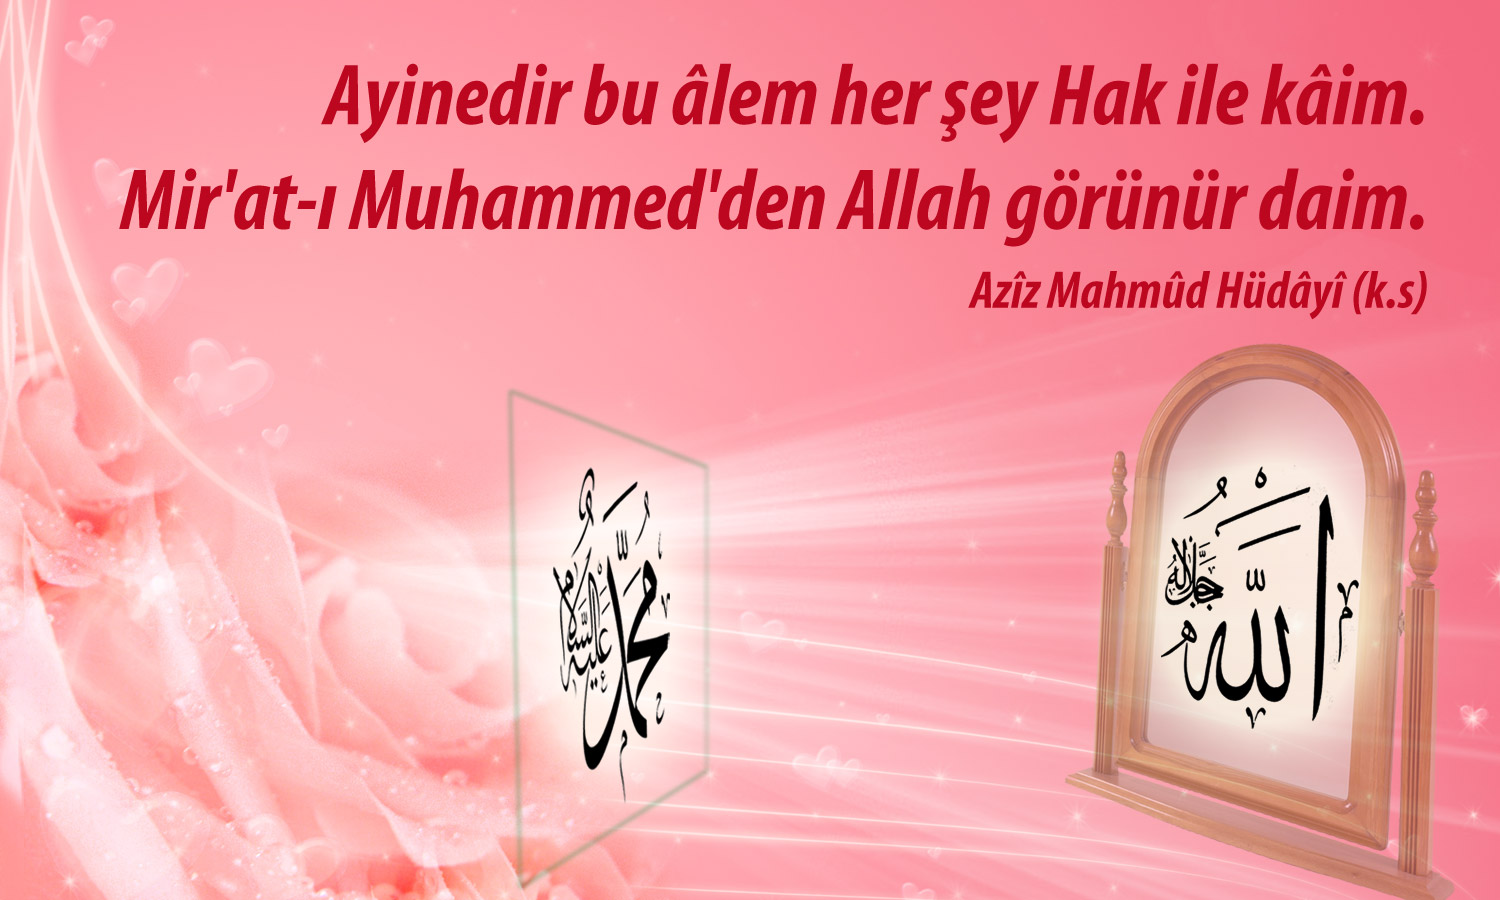 Ayinedir bu âlem her şey Hak ile kâim.
Mir'at-ı Muhammed'den Allah görünür daim.
Azîz Mahmûd Hüdâyî (k.s)
محمد
عليه السلام
الله
جل جلاله